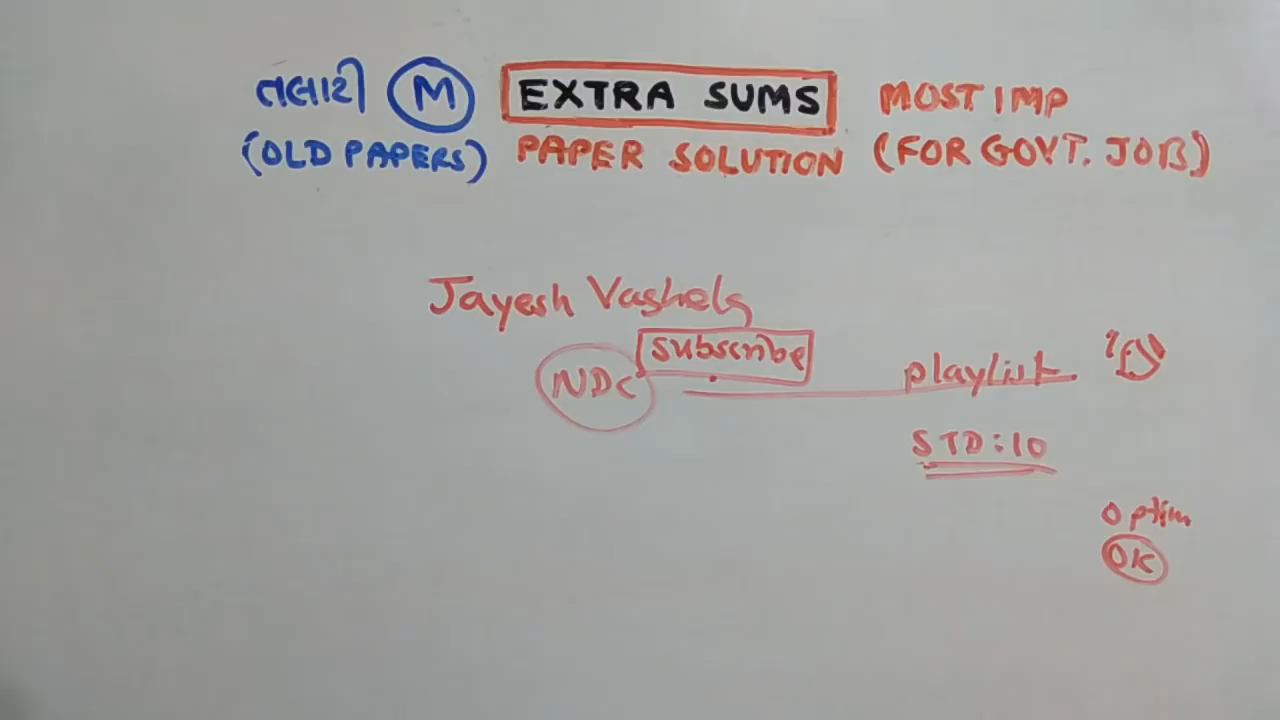 તલાટી M EXTRA SUMS MOST IMP
(OLD PAPERS) PAPER SOLUTION (FOR GOVT. JOB)
Jayesh Vaghela
subscribe
NDC playlist
STD:10
option
OK